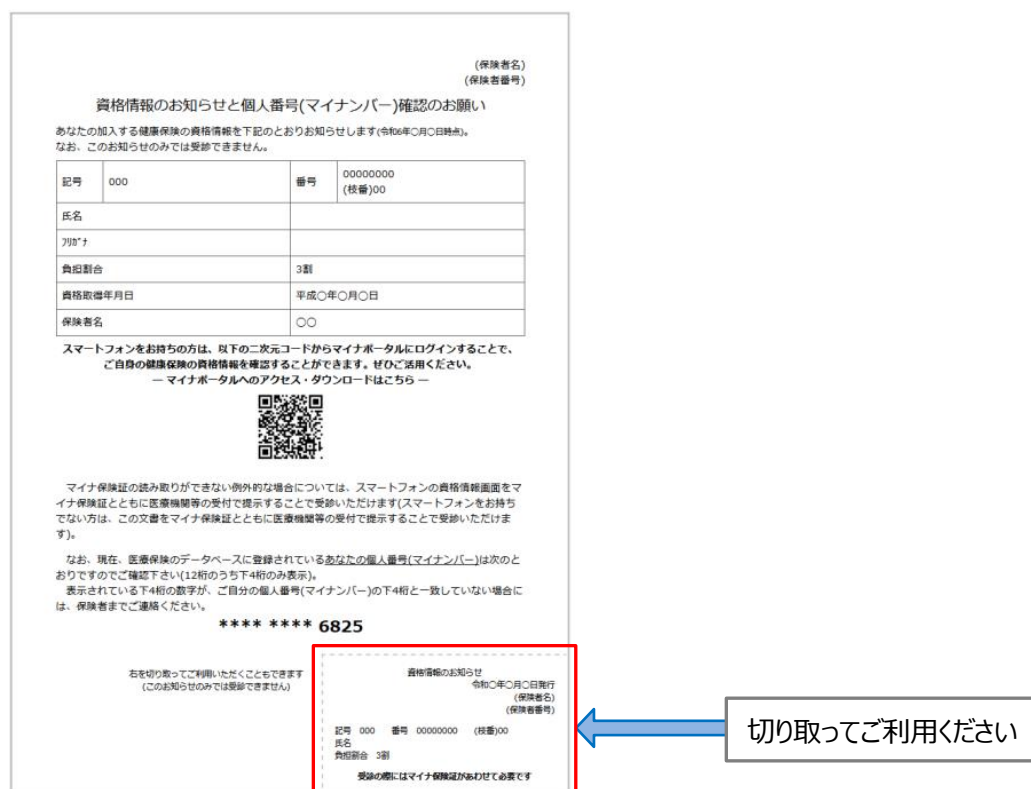 (保険者名)
(保険者番号)
資格情報のお知らせと個人番号(マイナンバー)確認のお願い
あなたの加入する健康保険の資格情報を下記のとおりお知らせします(令和6年○月○日時点)。
なお、このお知らせのみでは受診できません。
記号 000 番号 00000000
(枝番)00
氏名
フリガナ
負担割合 3割
資格取得年月日 平成○年○月○日
保険者名 ○○
スマートフォンをお持ちの方は、以下の二次元コードからマイナポータルにログインすることで、
ご自身の健康保険の資格情報を確認することができます。ぜひご活用ください。
― マイナポータルへのアクセス・ダウンロードはこちら ―
マイナ保険証の読み取りができない例外的な場合については、スマートフォンの資格情報画面をマ
イナ保険証とともに医療機関等の受付で提示することで受診いただけます(スマートフォンをお持ち
でない方は、この文書をマイナ保険証とともに医療機関等の受付で提示することで受診いただけま
す)。
なお、現在、医療保険のデータベースに登録されているあなたの個人番号(マイナンバー)は次のと
おりですのでご確認下さい(12桁のうち下4桁のみ表示)。
表示されている下4桁の数字が、ご自分の個人番号(マイナンバー)の下4桁と一致していない場合に
は、保険者までご連絡ください。
**** **** 6825
右を切り取ってご利用いただくこともできます
(このお知らせのみでは受診できません)
資格情報のお知らせ
令和○年○月○日発行
(保険者名)
(保険者番号)
記号 000 番号 00000000 (枝番)00
氏名
負担割合 3割
受診の際にはマイナ保険証があわせて必要です
切り取ってご利用ください